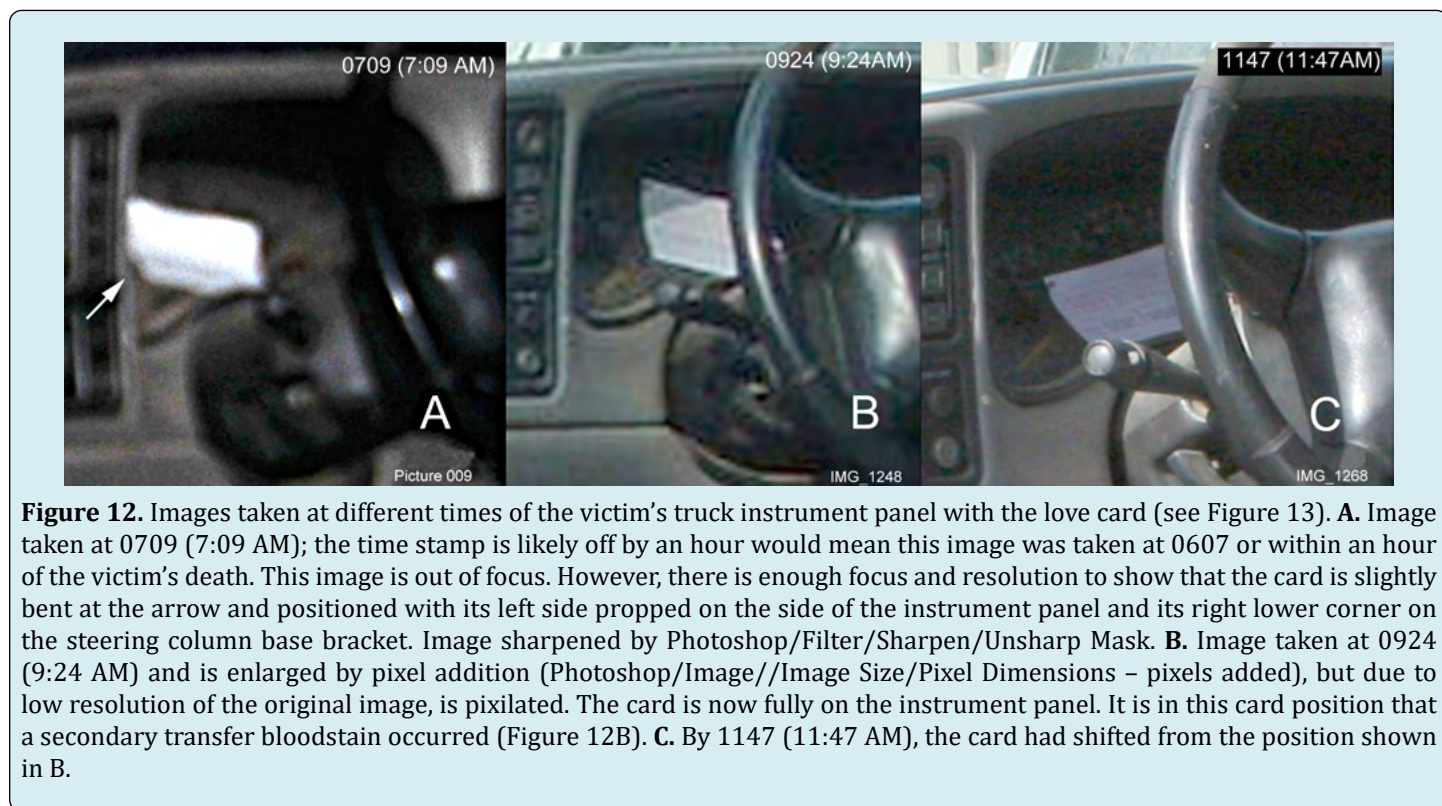 0709 (7:09 AM)
0924 (9:24AM)
1147 (11:47AM)
A
B
C
Picture 009
IMG_1248
IMG_1268
Figure 12. Images taken at different times of the victim's truck instrument panel with the love card (see Figure 13). A. Image
taken at 0709 (7:09 AM); the time stamp is likely off by an hour would mean this image was taken at 0607 or within an hour
of the victim's death. This image is out of focus. However, there is enough focus and resolution to show that the card is slightly
bent at the arrow and positioned with its left side propped on the side of the instrument panel and its right lower corner on
the steering column base bracket. Image sharpened by Photoshop/Filter/Sharpen/Unsharp Mask. B. Image taken at 0924
(9:24 AM) and is enlarged by pixel addition (Photoshop/Image//Image Size/Pixel Dimensions – pixels added), but due to
low resolution of the original image, is pixilated. The card is now fully on the instrument panel. It is in this card position that
a secondary transfer bloodstain occurred (Figure 12B). C. By 1147 (11:47 AM), the card had shifted from the position shown
in B.